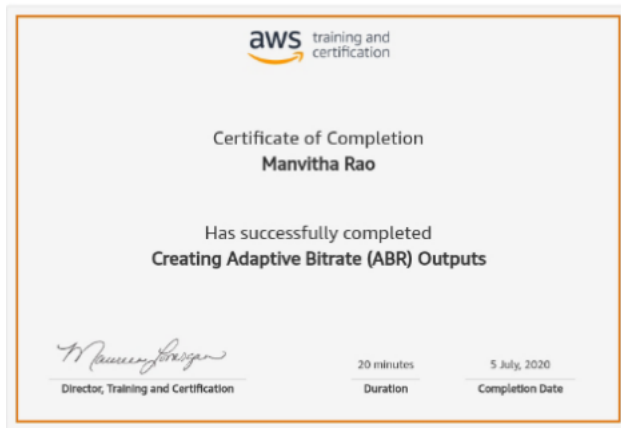 aws training and
certification
Certificate of Completion
Manvitha Rao
Has successfully completed
Creating Adaptive Bitrate (ABR) Outputs
20 minutes
5 July, 2020
Director, Training and Certification
Duration
Completion Date